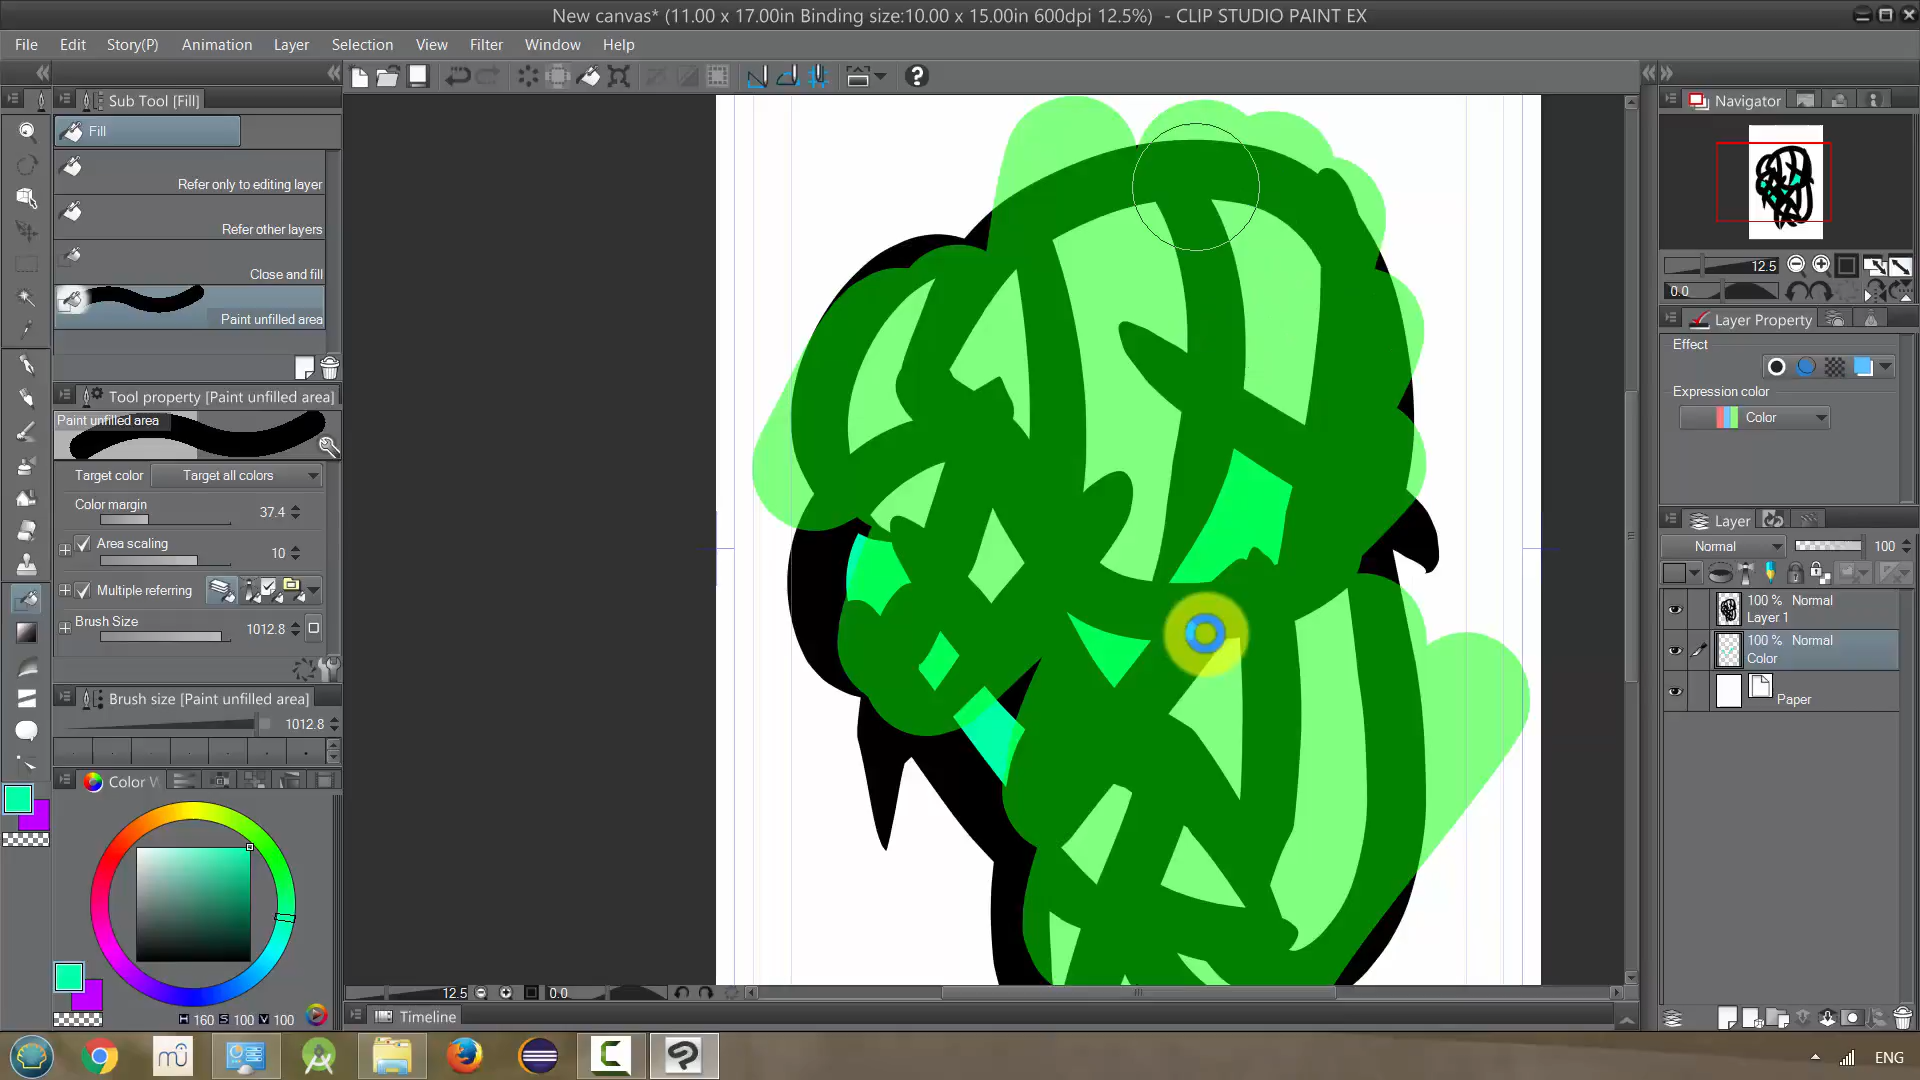 New canvas* (11.00 x 17.00in Binding size:10.00 x 15.00in 600dpi 12.5%) - CLIP STUDIO PAINT EX
File Edit Story(P) Animation Layer Selection View Filter Window Help
Sub Tool [Fill]
Fill
Refer only to editing layer
Refer other layers
Close and fill
Paint unfilled area
Tool property [Paint unfilled area]
Paint unfilled area
Target color Target all colors
Color margin
37.4
Area scaling
10
Multiple referring
Brush Size
1012.8
Brush size [Paint unfilled area]
1012.8
Color W
H 160 S 100 V 100
12.5
0.0
Timeline
Navigator
12.5
0.0
Layer Property
Effect
Expression color
Color
Layer
Normal
100
100 % Normal
Layer 1
100 % Normal
Color
Paper
ENG